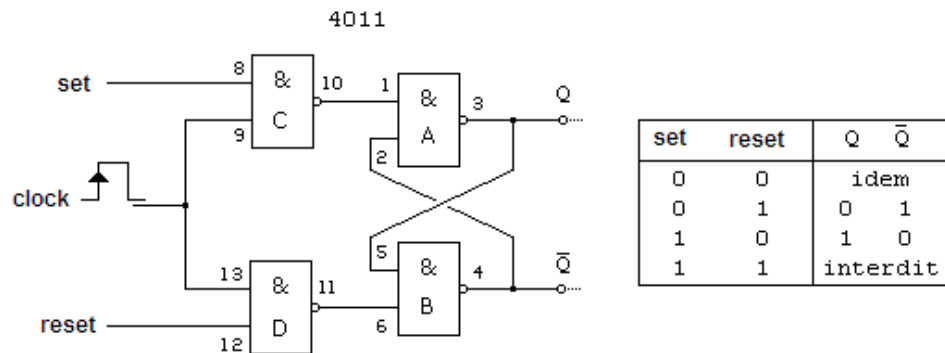 4011
set
8
&
C
9
10
1
&
A
2
3
Q
clock
13
&
D
12
11
5
&
B
6
4
Q̅
reset
set reset Q Q̅
0 0 idem
0 1 0 1
1 0 1 0
1 1 interdit